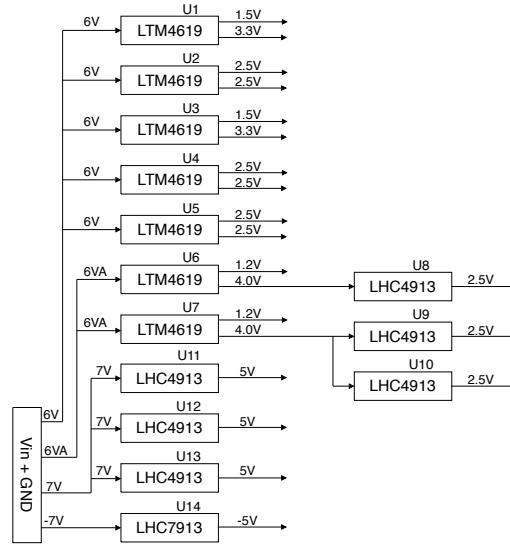 U1
6V LTM4619 1.5V
3.3V
U2
6V LTM4619 2.5V
2.5V
U3
6V LTM4619 1.5V
3.3V
U4
6V LTM4619 2.5V
2.5V
U5
6V LTM4619 2.5V
2.5V
U6
6VA LTM4619 1.2V
4.0V
U8
LHC4913 2.5V
U7
6VA LTM4619 1.2V
4.0V
U9
LHC4913 2.5V
U10
LHC4913 2.5V
U11
7V LHC4913 5V
U12
7V LHC4913 5V
U13
7V LHC4913 5V
U14
LHC7913 -5V
Vin + GND
6V
6VA
7V
-7V